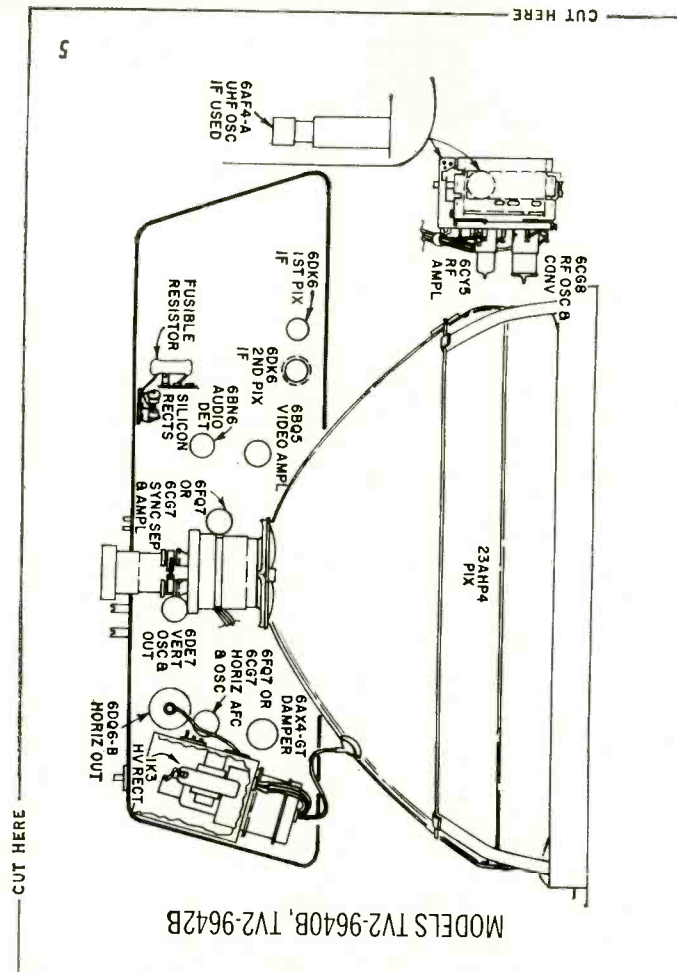 CUT HERE
5
6AF4-A
UHF OSC
IF USED
6CG8
RF OSC &
CONV
6CY5
RF
AMPL
6DK6
1ST PIX
IF
6DK6
2ND PIX
IF
FUSIBLE
RESISTOR
SILICON
RECTS
6BN6
AUDIO
DET
6BQ5
VIDEO AMPL
6FQ7
OR
6CG7
SYNC SEP
& AMPL
23AHP4
PIX
6DE7
VERT
OSC &
OUT
6FQ7 OR
6CG7
HORIZ AFC
& OSC
6AX4-GT
DAMPER
6DQ6-B
HORIZ OUT
1K3
HV RECT
MODELS TV2-9640B, TV2-9642B
CUT HERE